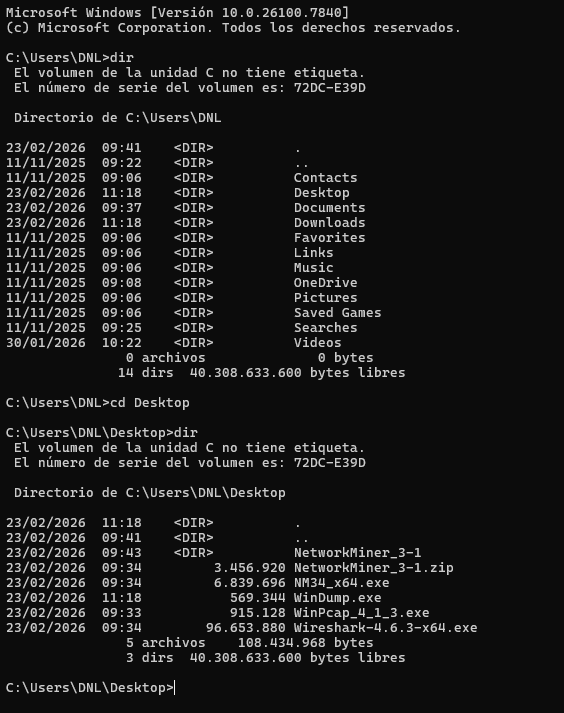 Microsoft Windows [Versión 10.0.26100.7840]
(c) Microsoft Corporation. Todos los derechos reservados.
C:\Users\DNL>dir
El volumen de la unidad C no tiene etiqueta.
El número de serie del volumen es: 72DC-E39D
Directorio de C:\Users\DNL
23/02/2026  09:41    <DIR>          .
11/11/2025  09:22    <DIR>          ..
11/11/2025  09:06    <DIR>          Contacts
23/02/2026  11:18    <DIR>          Desktop
23/02/2026  09:37    <DIR>          Documents
23/02/2026  11:18    <DIR>          Downloads
11/11/2025  09:06    <DIR>          Favorites
11/11/2025  09:06    <DIR>          Links
11/11/2025  09:06    <DIR>          Music
11/11/2025  09:08    <DIR>          OneDrive
11/11/2025  09:06    <DIR>          Pictures
11/11/2025  09:06    <DIR>          Saved Games
11/11/2025  09:25    <DIR>          Searches
30/01/2026  10:22    <DIR>          Videos
0 archivos              0 bytes
14 dirs  40.308.633.600 bytes libres
C:\Users\DNL>cd Desktop
C:\Users\DNL\Desktop>dir
El volumen de la unidad C no tiene etiqueta.
El número de serie del volumen es: 72DC-E39D
Directorio de C:\Users\DNL\Desktop
23/02/2026  11:18    <DIR>          .
23/02/2026  09:41    <DIR>          ..
23/02/2026  09:43    <DIR>          NetworkMiner_3-1
23/02/2026  09:34         3.456.920 NetworkMiner_3-1.zip
23/02/2026  09:34         6.839.696 NM34_x64.exe
23/02/2026  11:18           569.344 WinDump.exe
23/02/2026  09:33           915.128 WinPcap_4_1_3.exe
23/02/2026  09:34        96.653.880 Wireshark-4.6.3-x64.exe
5 archivos    108.434.968 bytes
3 dirs  40.308.633.600 bytes libres
C:\Users\DNL\Desktop>